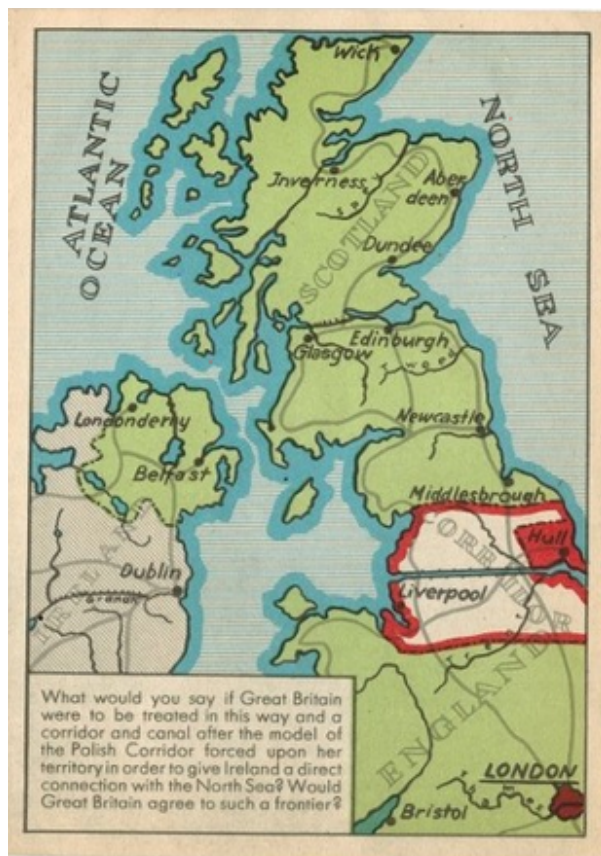 Wick
ATLANTIC
OCEAN
NORTH
SEA
Inverness
Aber
deen
SCOTLAND
Dundee
Edinburgh
Glasgow
Tweed
Londonderry
Newcastle
Belfast
Middlesbrough
CORRIDOR
Hull
Dublin
Liverpool
IRELAND
ENGLAND
What would you say if Great Britain
were to be treated in this way and a
corridor and canal after the model of
the Polish Corridor forced upon her
territory in order to give Ireland a direct
connection with the North Sea? Would
Great Britain agree to such a frontier?
LONDON
Bristol